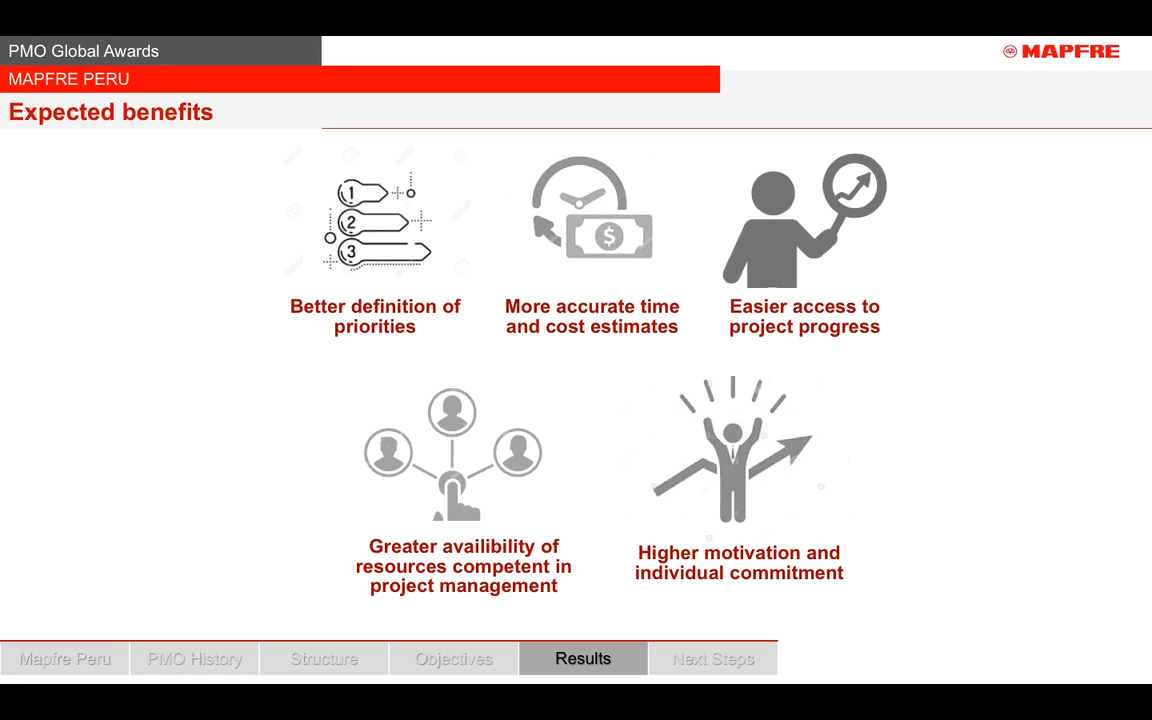 PMO Global Awards
MAPFRE
MAPFRE PERU
Expected benefits
1
2
3
$
Better definition of
priorities
More accurate time
and cost estimates
Easier access to
project progress
Greater availibility of
resources competent in
project management
Higher motivation and
individual commitment
Mapfre Peru
PMO History
Structure
Objectives
Results
Next Steps